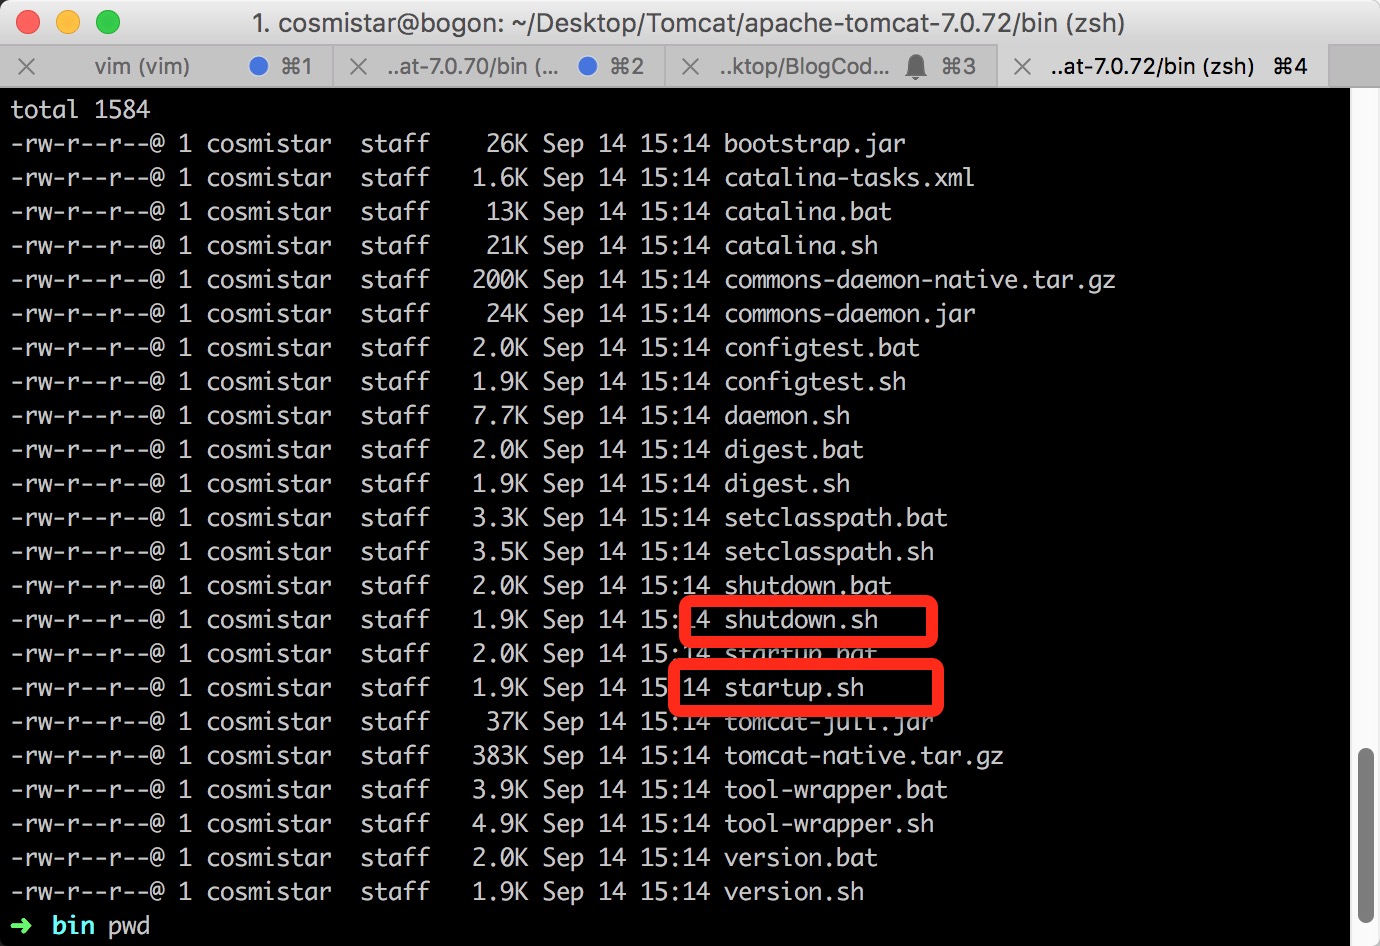 1. cosmistar@bogon: ~/Desktop/Tomcat/apache-tomcat-7.0.72/bin (zsh)
vim (vim) ⌘1 ..at-7.0.70/bin (... ⌘2 ..ktop/BlogCod... ⌘3 ..at-7.0.72/bin (zsh) ⌘4
total 1584
-rw-r--r--@ 1 cosmistar  staff    26K Sep 14 15:14 bootstrap.jar
-rw-r--r--@ 1 cosmistar  staff   1.6K Sep 14 15:14 catalina-tasks.xml
-rw-r--r--@ 1 cosmistar  staff    13K Sep 14 15:14 catalina.bat
-rw-r--r--@ 1 cosmistar  staff    21K Sep 14 15:14 catalina.sh
-rw-r--r--@ 1 cosmistar  staff   200K Sep 14 15:14 commons-daemon-native.tar.gz
-rw-r--r--@ 1 cosmistar  staff    24K Sep 14 15:14 commons-daemon.jar
-rw-r--r--@ 1 cosmistar  staff   2.0K Sep 14 15:14 configtest.bat
-rw-r--r--@ 1 cosmistar  staff   1.9K Sep 14 15:14 configtest.sh
-rw-r--r--@ 1 cosmistar  staff   7.7K Sep 14 15:14 daemon.sh
-rw-r--r--@ 1 cosmistar  staff   2.0K Sep 14 15:14 digest.bat
-rw-r--r--@ 1 cosmistar  staff   1.9K Sep 14 15:14 digest.sh
-rw-r--r--@ 1 cosmistar  staff   3.3K Sep 14 15:14 setclasspath.bat
-rw-r--r--@ 1 cosmistar  staff   3.5K Sep 14 15:14 setclasspath.sh
-rw-r--r--@ 1 cosmistar  staff   2.0K Sep 14 15:14 shutdown.bat
-rw-r--r--@ 1 cosmistar  staff   1.9K Sep 14 15:14 shutdown.sh
-rw-r--r--@ 1 cosmistar  staff   2.0K Sep 14 15:14 startup.bat
-rw-r--r--@ 1 cosmistar  staff   1.9K Sep 14 15:14 startup.sh
-rw-r--r--@ 1 cosmistar  staff    37K Sep 14 15:14 tomcat-juli.jar
-rw-r--r--@ 1 cosmistar  staff   383K Sep 14 15:14 tomcat-native.tar.gz
-rw-r--r--@ 1 cosmistar  staff   3.9K Sep 14 15:14 tool-wrapper.bat
-rw-r--r--@ 1 cosmistar  staff   4.9K Sep 14 15:14 tool-wrapper.sh
-rw-r--r--@ 1 cosmistar  staff   2.0K Sep 14 15:14 version.bat
-rw-r--r--@ 1 cosmistar  staff   1.9K Sep 14 15:14 version.sh
➜  bin pwd